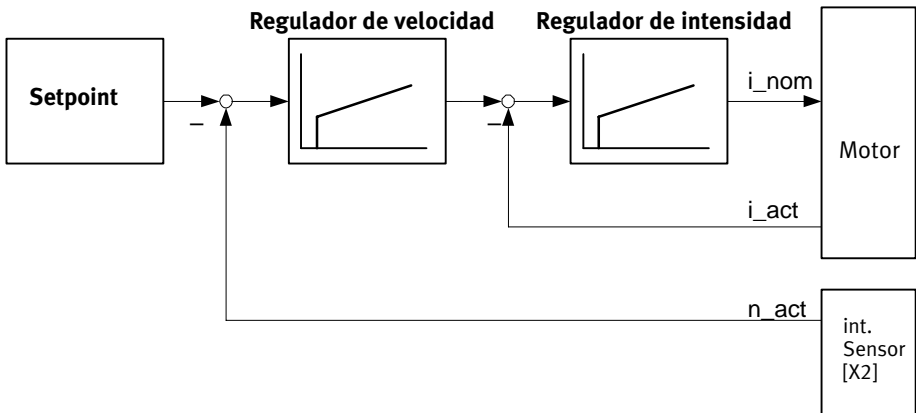 Regulador de velocidad
Regulador de intensidad
Setpoint
i_nom
Motor
i_act
n_act
int.
Sensor
[X2]